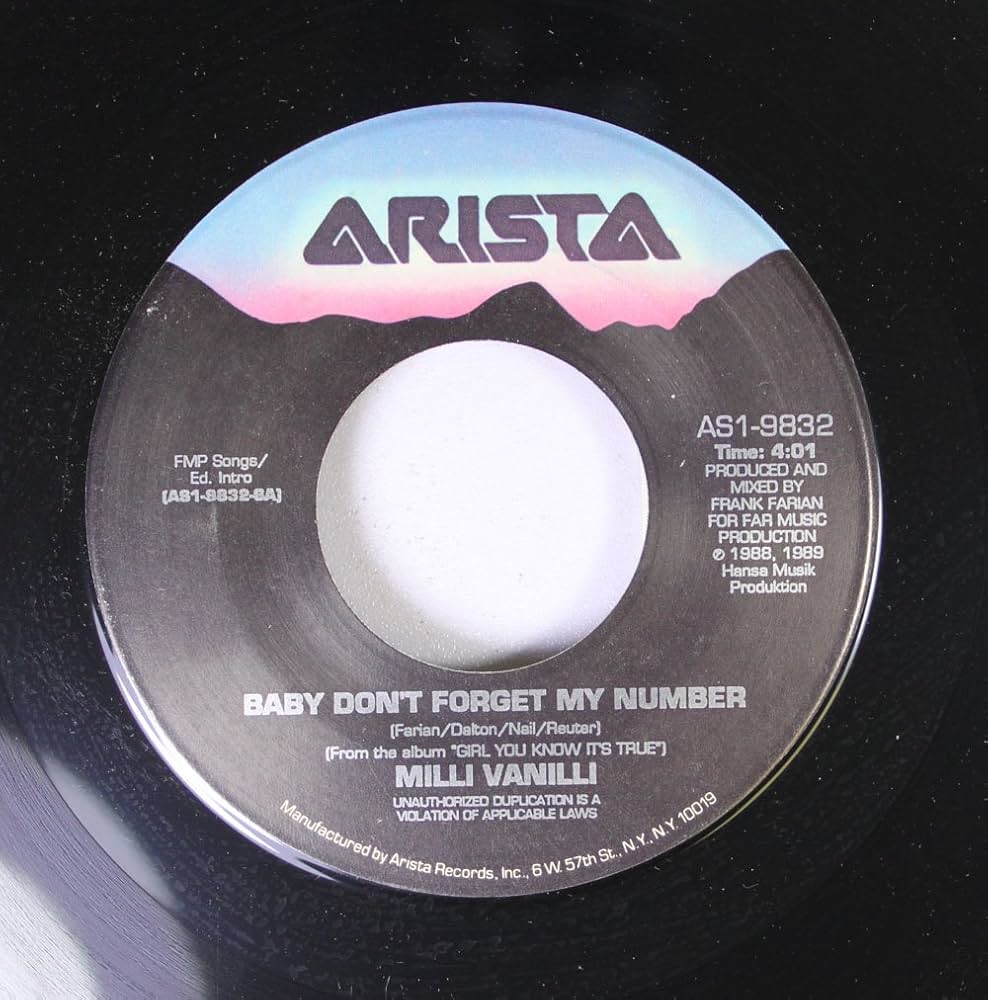 ARISTA
FMP Songs/
Ed. Intro
(AS1-9832-SA)
AS1-9832
Time: 4:01
PRODUCED AND
MIXED BY
FRANK FARIAN
FOR FAR MUSIC
PRODUCTION
℗ 1988, 1989
Hansa Musik
Produktion
BABY DON'T FORGET MY NUMBER
(Farian/Dalton/Nail/Reuter)
(From the album "GIRL YOU KNOW IT'S TRUE")
MILLI VANILLI
UNAUTHORIZED DUPLICATION IS A
VIOLATION OF APPLICABLE LAWS
Manufactured by Arista Records, Inc., 6 W. 57th St., N.Y., N.Y. 10019